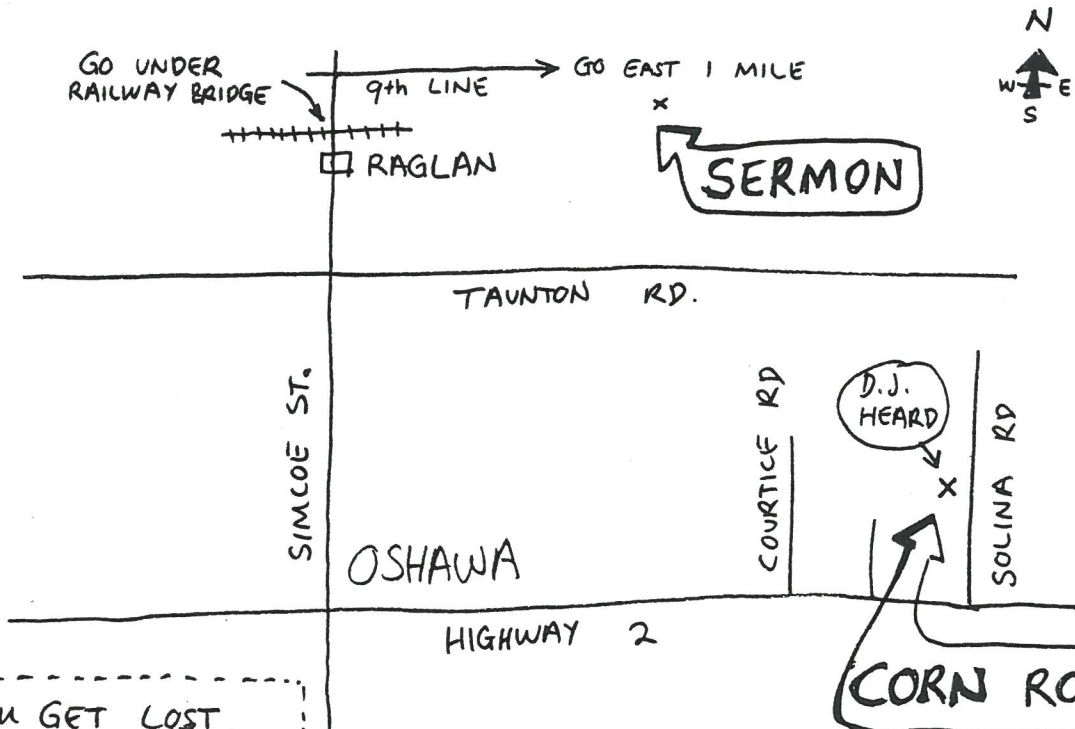 N
GO UNDER
RAILWAY BRIDGE
9th LINE
GO EAST 1 MILE
W E
S
RAGLAN
SERMON
TAUNTON RD.
SIMCOE ST.
COURTICE RD
D.J.
HEARD
SOLINA RD
OSHAWA
HIGHWAY 2
CORN
GET LOST